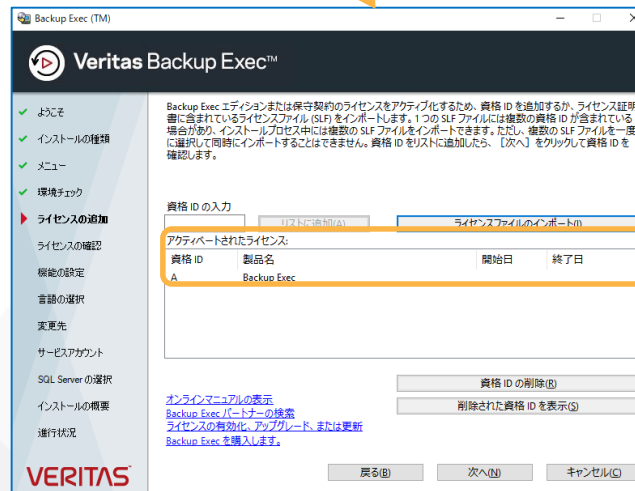 Backup Exec (TM)
Veritas Backup Exec™
ようこそ
インストールの種類
メニュー
環境チェック
ライセンスの追加
ライセンスの確認
機能の設定
言語の選択
変更先
サービスアカウント
SQL Server の選択
インストールの概要
進行状況
VERITAS
Backup Exec エディションまたは保守契約のライセンスをアクティブ化するため、資格 ID を追加するか、ライセンス証明
書に含まれているライセンスファイル (SLF) をインポートします。1 つの SLF ファイルには複数の資格 ID が含まれている
場合があり、インストールプロセス中には複数の SLF ファイルをインポートできます。ただし、複数の SLF ファイルを一度
に選択して同時にインポートすることはできません。資格 ID をリストに追加したら、［次へ］をクリックして資格 ID を
確認します。
資格 ID の入力
リストに追加(A) ライセンスファイルのインポート(I)
アクティベートされたライセンス:
資格 ID 製品名 開始日 終了日
A Backup Exec
資格 ID の削除(R)
削除された資格 ID を表示(S)
オンラインマニュアルの表示
Backup Exec パートナーの検索
ライセンスの有効化、アップグレード、または更新
Backup Exec を購入します。
戻る(B) 次へ(N) キャンセル(C)